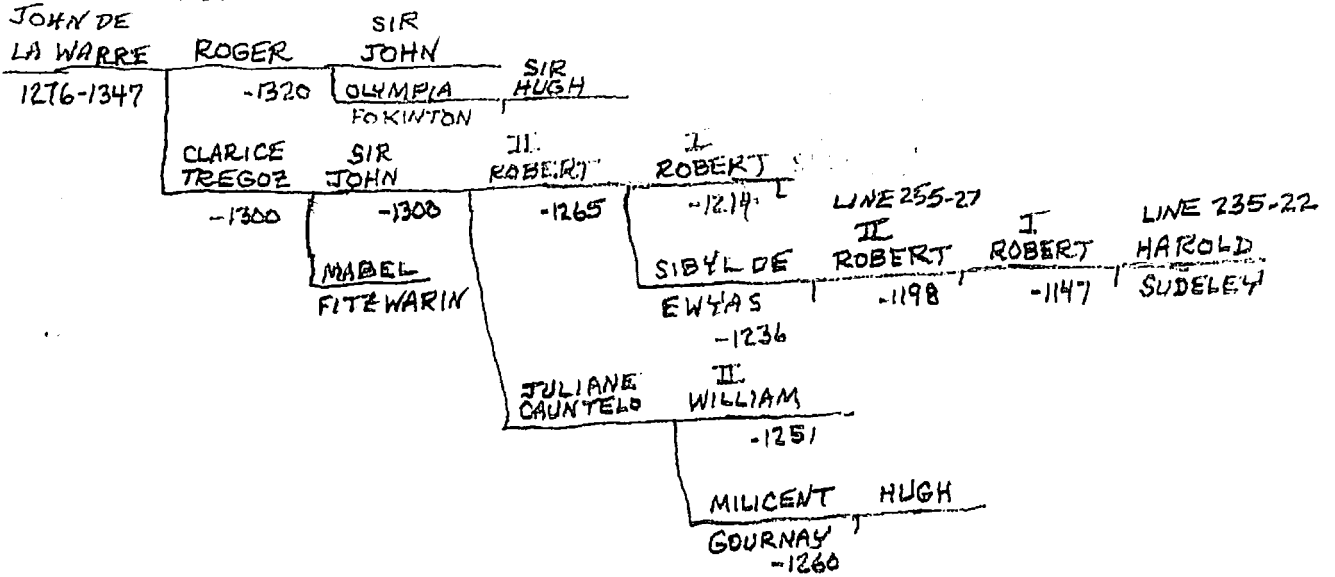 JOHN DE
LA WARRE
1276-1347
ROGER
-1320
SIR
JOHN
OLYMPIA
FOKINTON
SIR
HUGH
CLARICE
TREGOZ
-1300
SIR
JOHN
-1300
MABEL
FITZWARIN
II
ROBERT
-1265
I
ROBERT
-1214
SIBYL DE
EWYAS
-1236
LINE 255-27
II
ROBERT
-1198
I
ROBERT
-1147
LINE 235-22
HAROLD
SUDELEY
JULIANE
CAUNTELO
II
WILLIAM
-1251
MILICENT
GOURNAY
-1260
HUGH